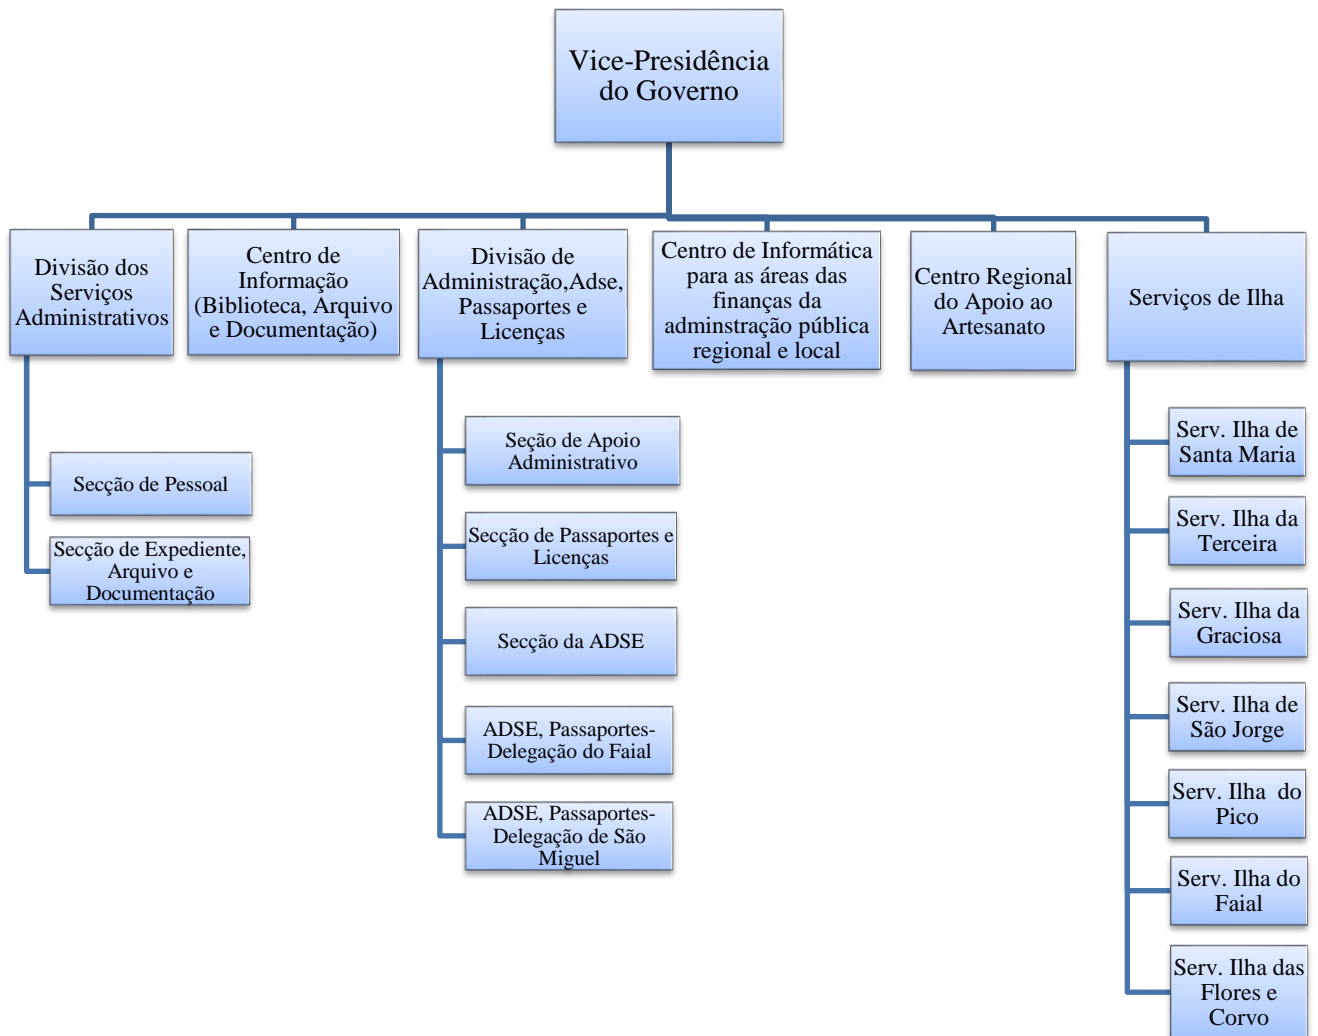 Vice-Presidência
do Governo
Divisão dos
Serviços
Administrativos
Centro de
Informação
(Biblioteca, Arquivo
e Documentação)
Divisão de
Administração,Adse,
Passaportes e
Licenças
Centro de Informática
para as áreas das
finanças da
adminstração pública
regional e local
Centro Regional
do Apoio ao
Artesanato
Serviços de Ilha
Secção de Pessoal
Secção de Expediente,
Arquivo e
Documentação
Seção de Apoio
Administrativo
Secção de Passaportes e
Licenças
Secção da ADSE
ADSE, Passaportes-
Delegação do Faial
ADSE, Passaportes-
Delegação de São
Miguel
Serv. Ilha de
Santa Maria
Serv. Ilha da
Terceira
Serv. Ilha da
Graciosa
Serv. Ilha de
São Jorge
Serv. Ilha  do
Pico
Serv. Ilha do
Faial
Serv. Ilha das
Flores e
Corvo